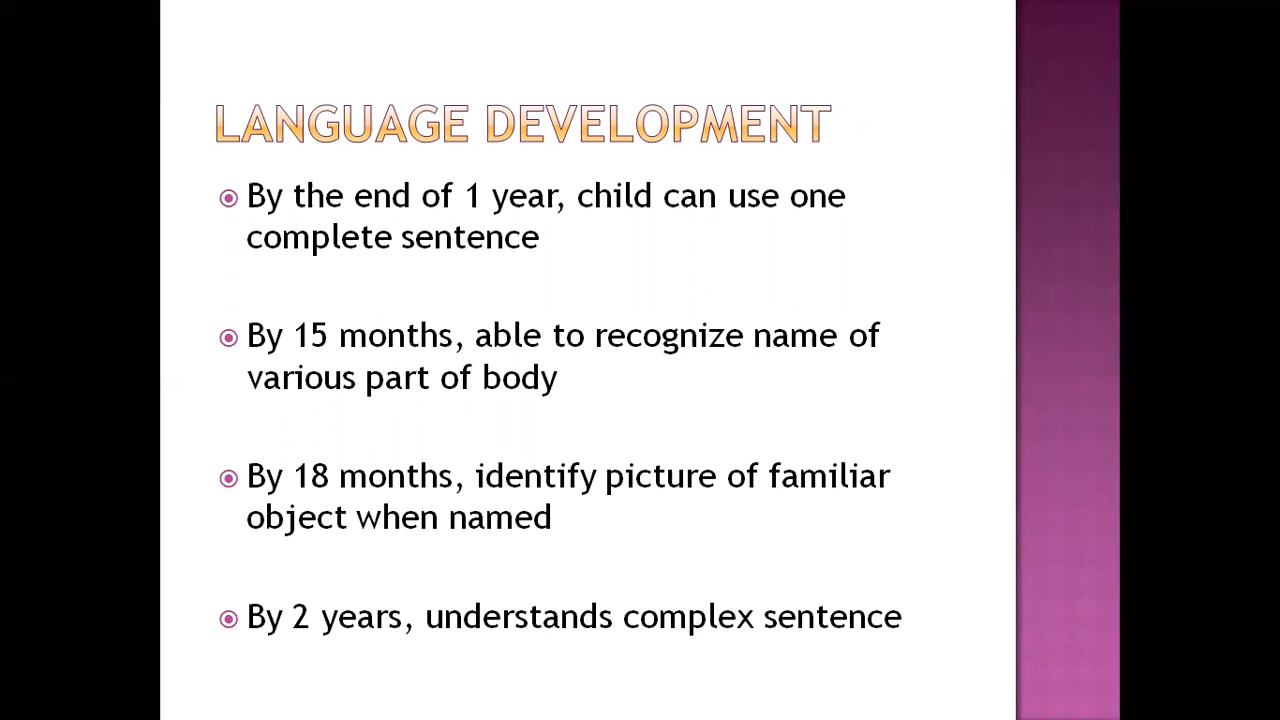 LANGUAGE DEVELOPMENT
By the end of 1 year, child can use one
complete sentence
By 15 months, able to recognize name of
various part of body
By 18 months, identify picture of familiar
object when named
By 2 years, understands complex sentence